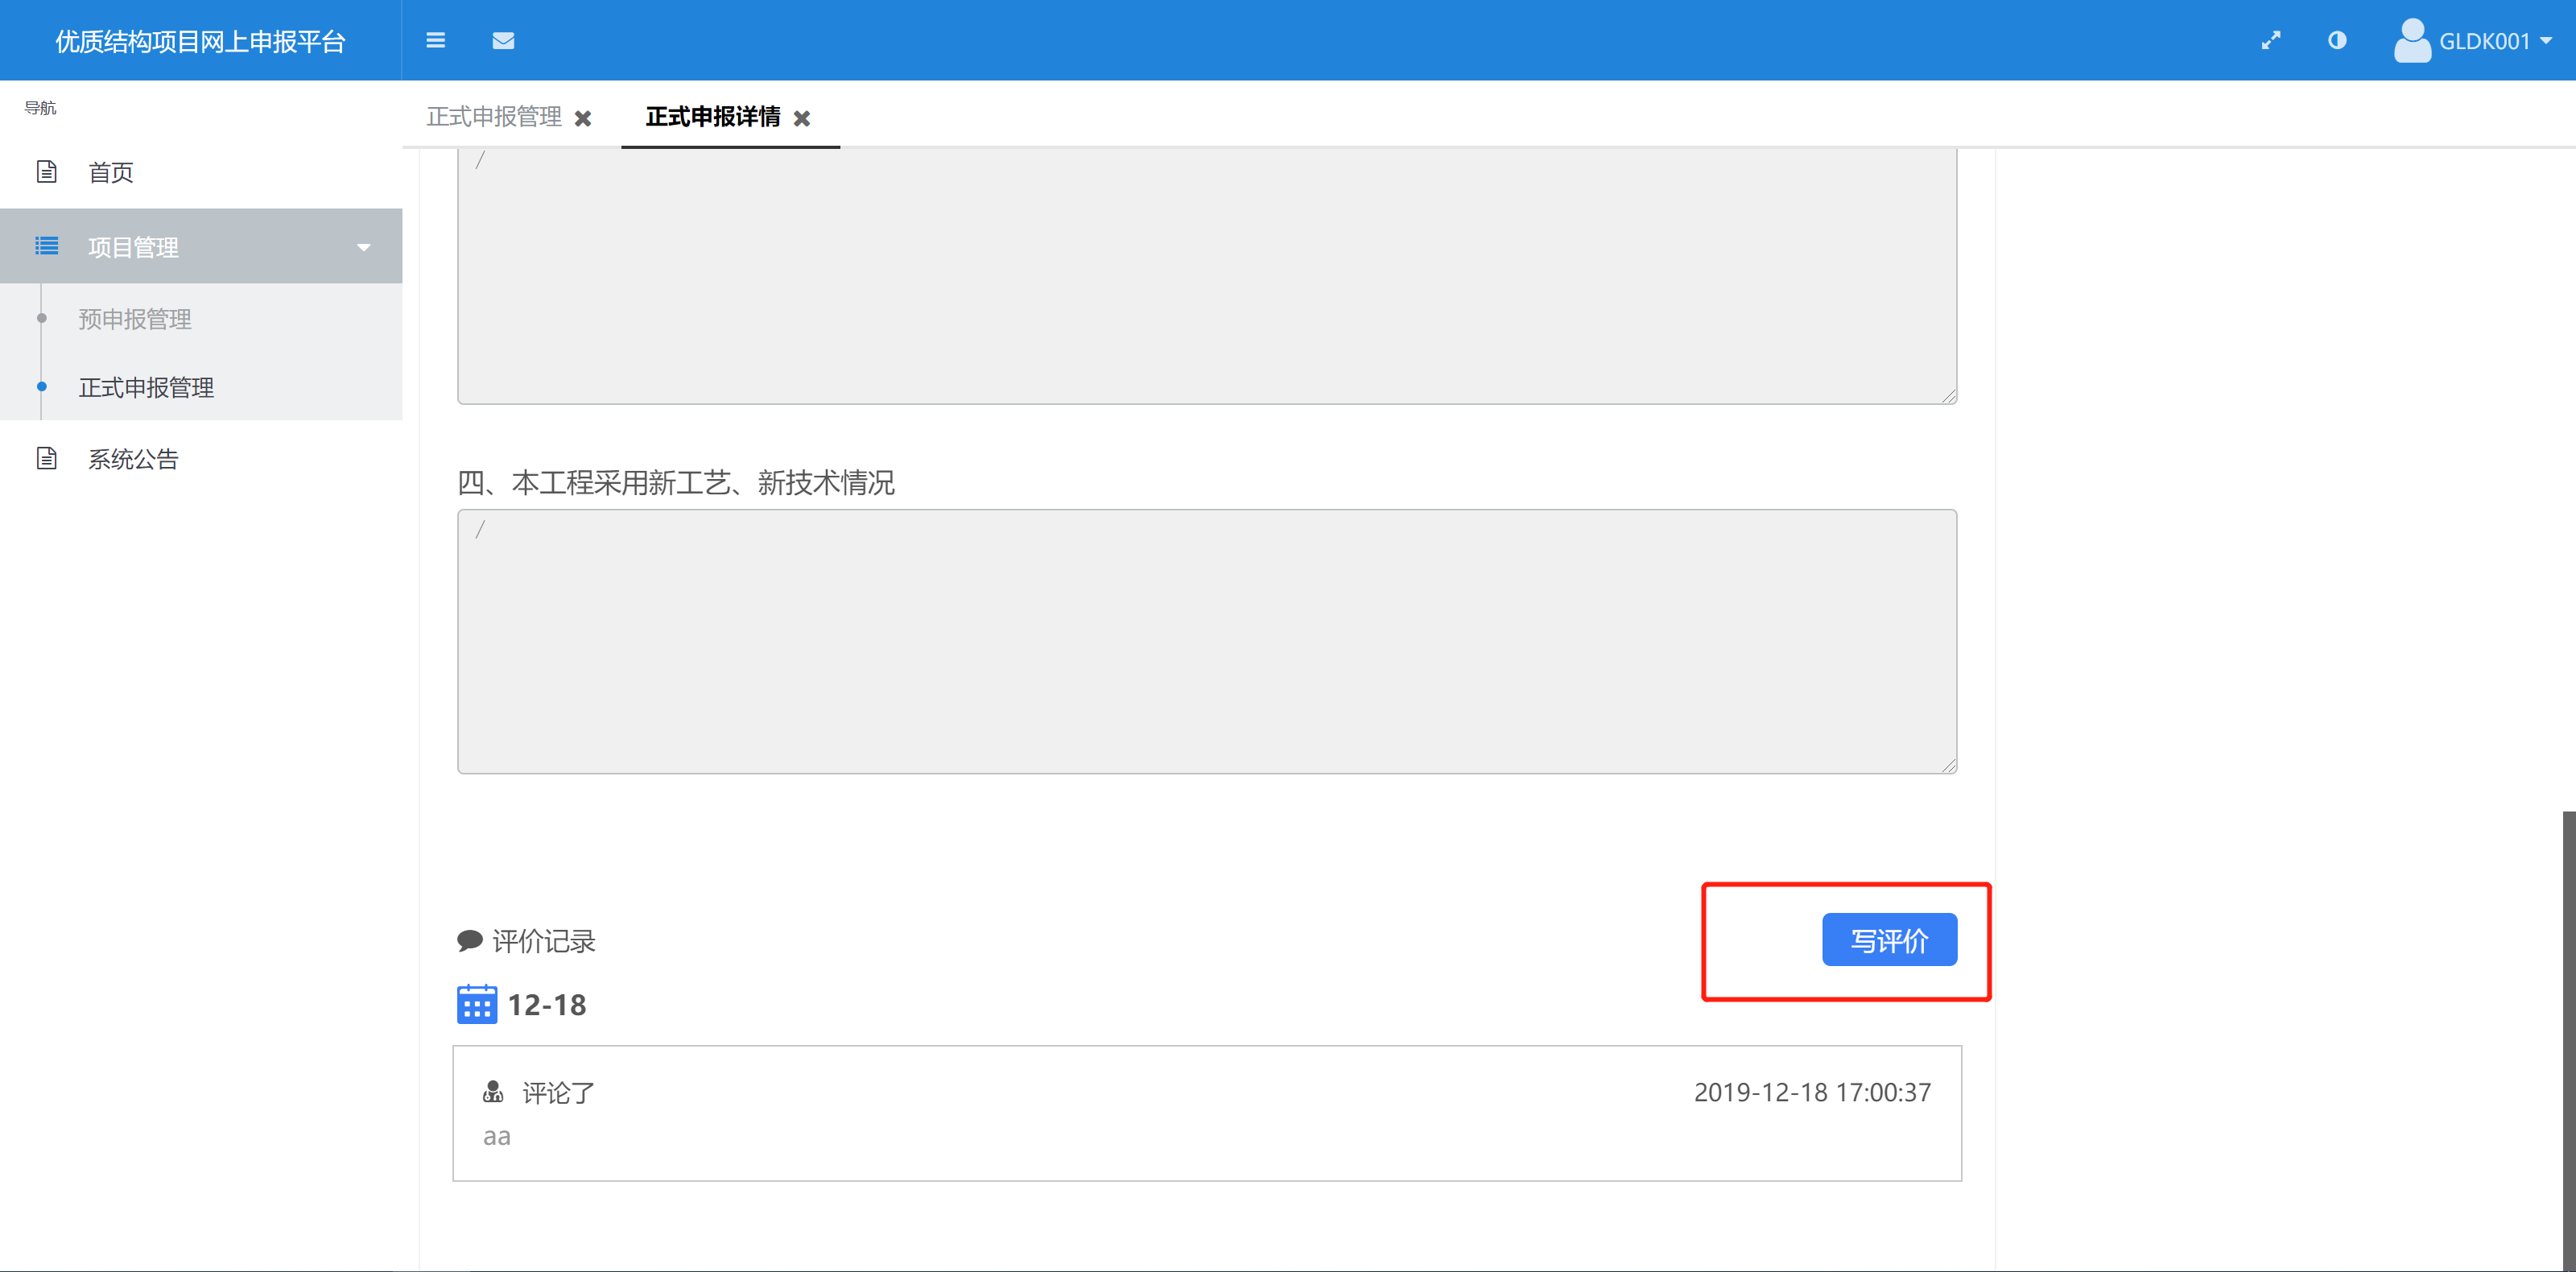 优质结构项目网上申报平台
GLDK001
导航
首页
项目管理
预申报管理
正式申报管理
系统公告
正式申报管理
正式申报详情
/
四、本工程采用新工艺、新技术情况
/
评价记录
写评价
12-18
评论了
2019-12-18 17:00:37
aa